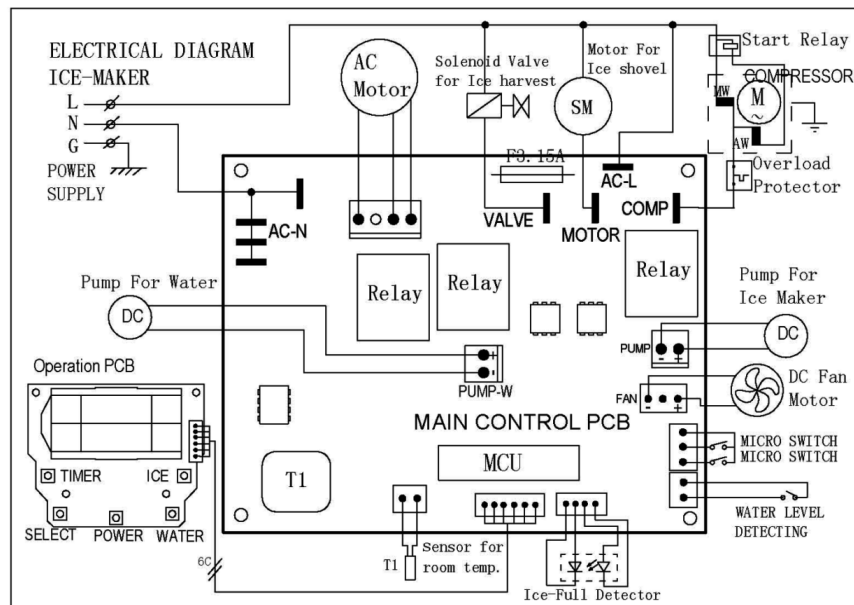 ELECTRICAL DIAGRAM
ICE-MAKER
L
N
G
POWER
SUPPLY
AC
Motor
Solenoid Valve
for Ice harvest
Motor For
Ice shovel
SM
Start Relay
COMPRESSOR
MW
M
~
AW
Overload
Protector
F3.15A
AC-L
AC-N
VALVE
MOTOR
COMP
Relay
Relay
Relay
Pump For Water
DC
+
-
PUMP-W
Pump For
Ice Maker
DC
PUMP
- +
DC Fan
Motor
FAN
- +
Operation PCB
TIMER
ICE
SELECT
POWER
WATER
MAIN CONTROL PCB
MCU
T1
MICRO SWITCH
MICRO SWITCH
WATER LEVEL
DETECTING
6C
T1
Sensor for
room temp.
Ice-Full Detector